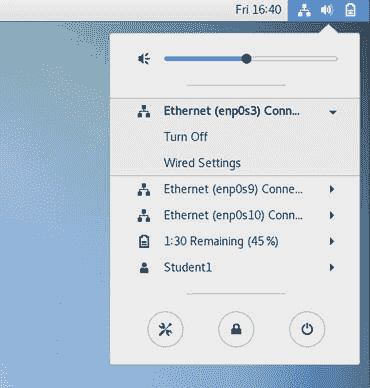 Fri 16:40
Ethernet (enp0s3) Conn...
Turn Off
Wired Settings
Ethernet (enp0s9) Conne...
Ethernet (enp0s10) Conn...
1:30 Remaining (45 %)
Student1